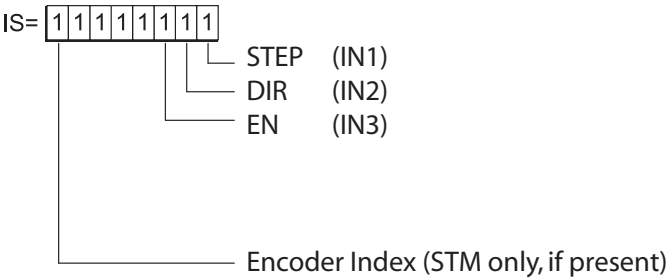 IS= 1 1 1 1 1 1 1 1
STEP (IN1)
DIR (IN2)
EN (IN3)
Encoder Index (STM only, if present)